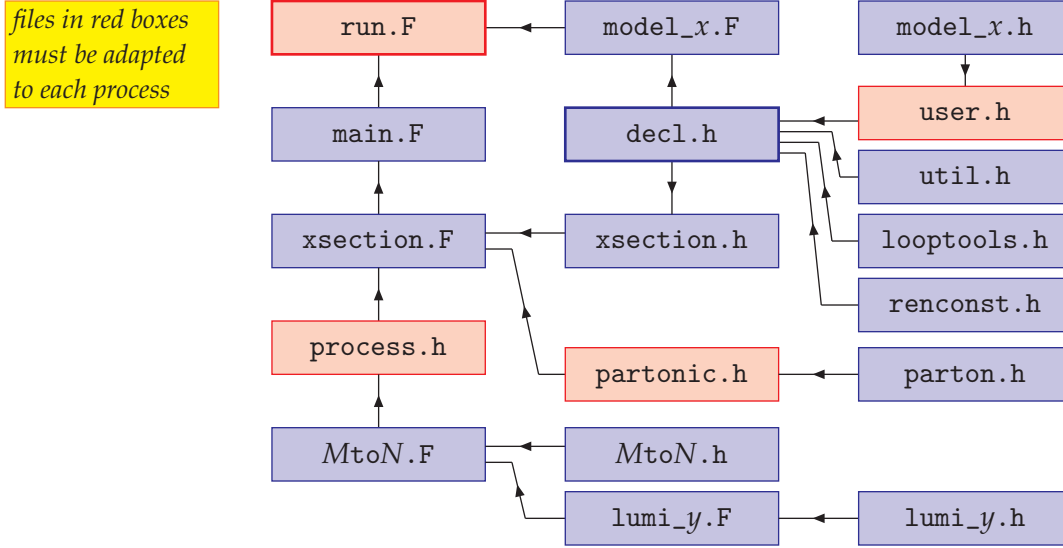 files in red boxes
must be adapted
to each process
run.F
model_x.F
model_x.h
main.F
decl.h
user.h
util.h
xsection.F
xsection.h
looptools.h
renconst.h
process.h
partonic.h
parton.h
MtoN.F
MtoN.h
lumi_y.F
lumi_y.h